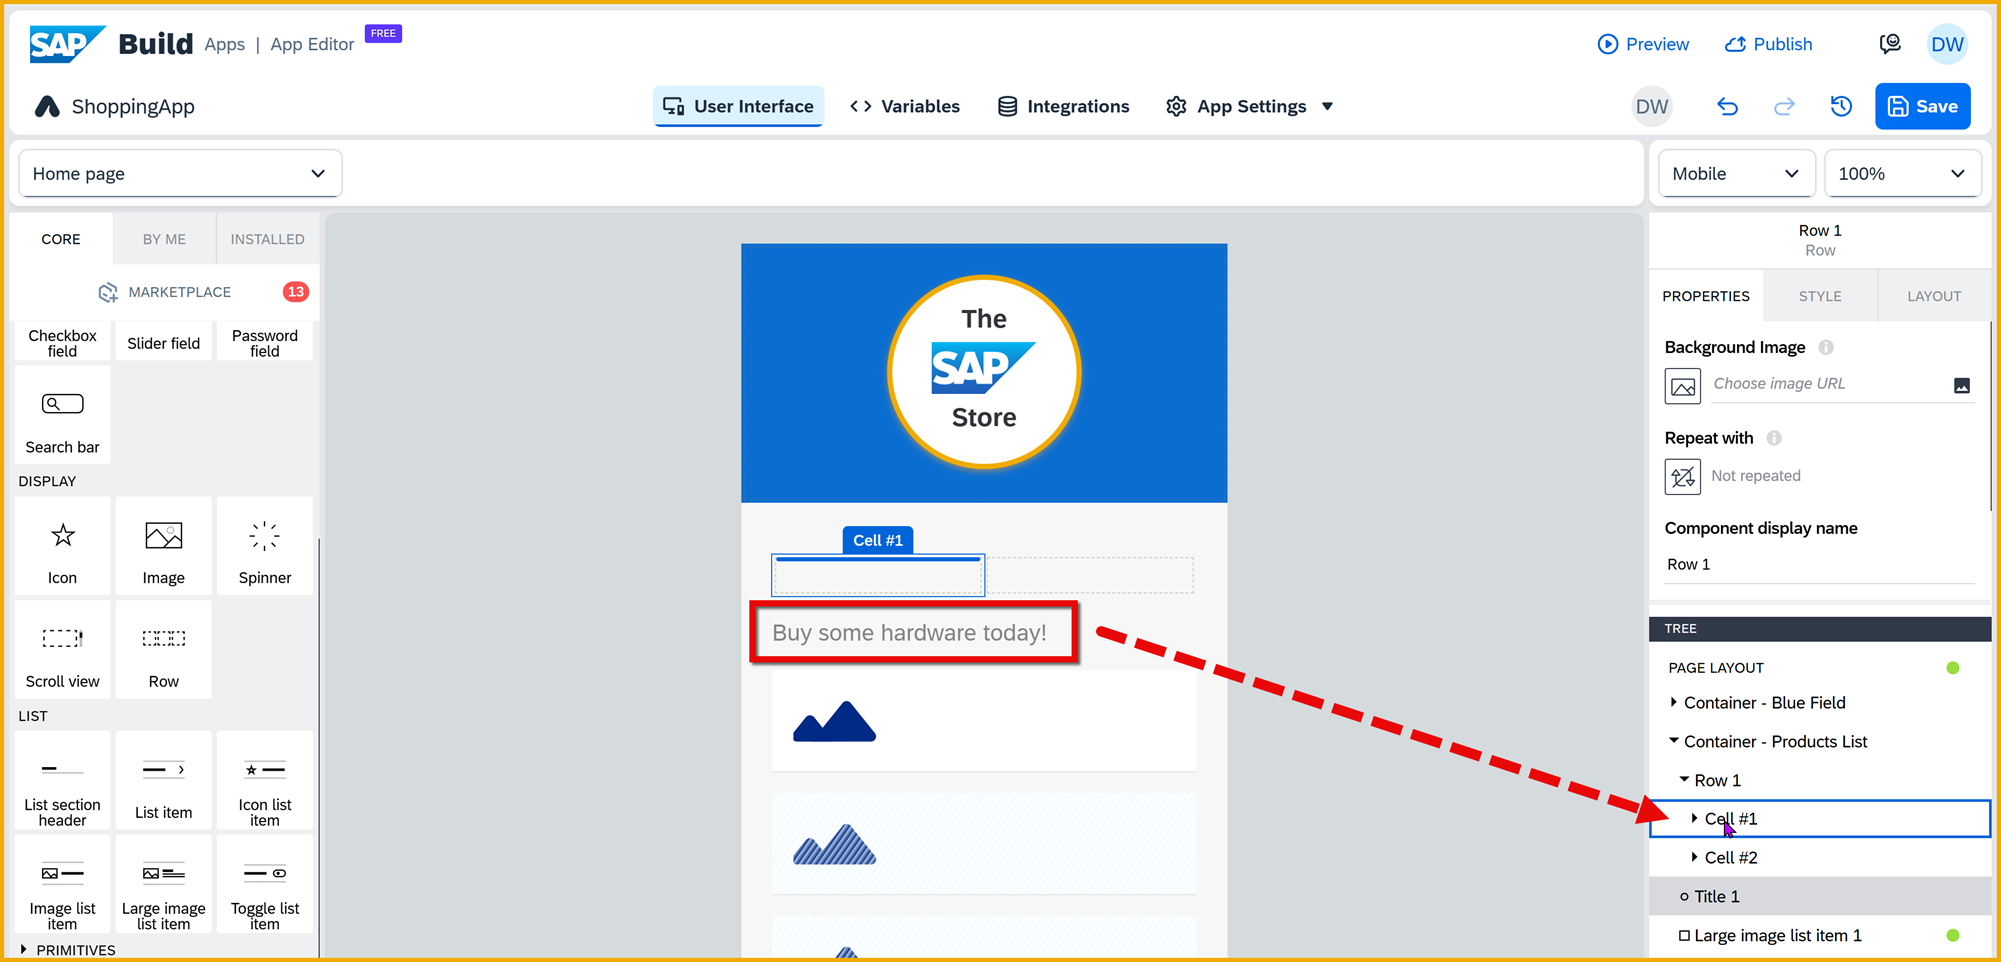 SAP Build Apps | App Editor FREE
Preview Publish DW
ShoppingApp
User Interface Variables Integrations App Settings
DW Save
Home page
Mobile 100%
CORE BY ME INSTALLED
MARKETPLACE 13
Checkbox field
Slider field
Password field
Search bar
DISPLAY
Icon Image Spinner
Scroll view Row
LIST
List section header
List item
Icon list item
Image list item
Large image list item
Toggle list item
PRIMITIVES
The
SAP
Store
Cell #1
Buy some hardware today!
Row 1
Row
PROPERTIES STYLE LAYOUT
Background Image
Choose image URL
Repeat with
Not repeated
Component display name
Row 1
TREE
PAGE LAYOUT
Container - Blue Field
Container - Products List
Row 1
Cell #1
Cell #2
Title 1
Large image list item 1